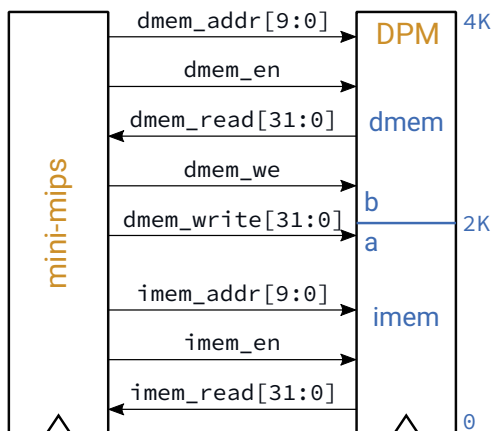 dmem_addr[9:0]
DPM
4K
dmem_en
dmem_read[31:0]
dmem
mini-mips
dmem_we
b
dmem_write[31:0]
2K
a
imem_addr[9:0]
imem
imem_en
imem_read[31:0]
0